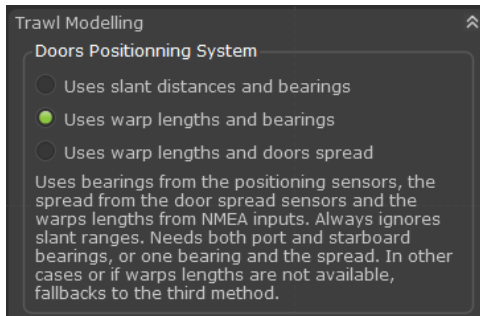 Trawl Modelling
Doors Positionning System
Uses slant distances and bearings
Uses warp lengths and bearings
Uses warp lengths and doors spread
Uses bearings from the positioning sensors, the
spread from the door spread sensors and the
warps lengths from NMEA inputs. Always ignores
slant ranges. Needs both port and starboard
bearings, or one bearing and the spread. In other
cases or if warps lengths are not available,
fallbacks to the third method.